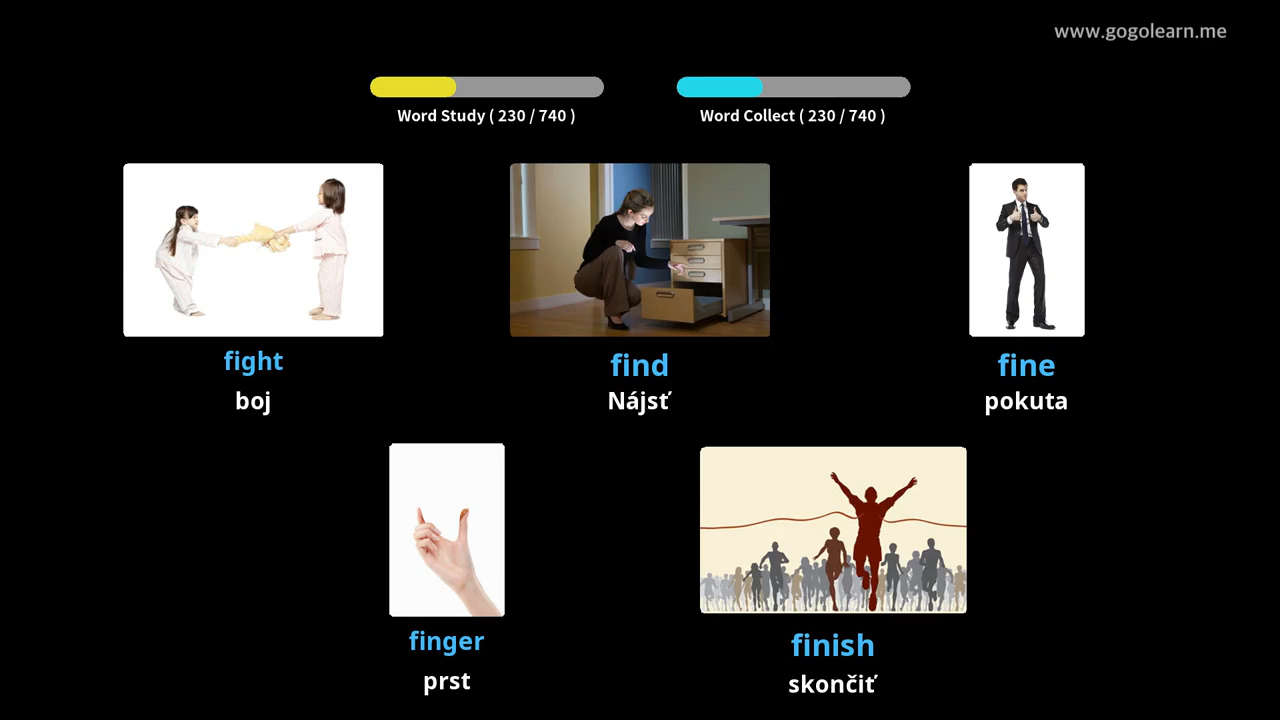 www.gogolearn.me
Word Study ( 230 / 740 )
Word Collect ( 230 / 740 )
fight
boj
find
Nájsť
fine
pokuta
finger
prst
finish
skončiť